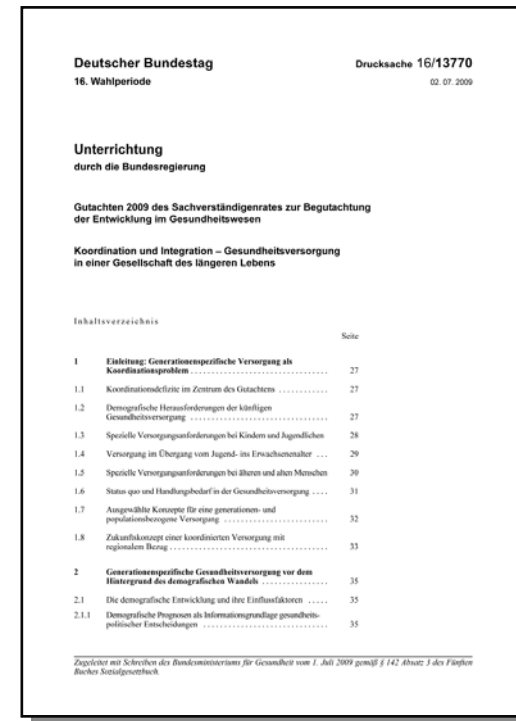 Deutscher Bundestag Drucksache 16/13770
16. Wahlperiode 02. 07. 2009
Unterrichtung
durch die Bundesregierung
Gutachten 2009 des Sachverständigenrates zur Begutachtung
der Entwicklung im Gesundheitswesen
Koordination und Integration – Gesundheitsversorgung
in einer Gesellschaft des längeren Lebens
Inhaltsverzeichnis
Seite
1 Einleitung: Generationenspezifische Versorgung als
Koordinationsproblem . . . . . . . . . . . . . . . . . . . . . . . . . . . . . . . . 27
1.1 Koordinationsdefizite im Zentrum des Gutachtens . . . . . . . . . . . . 27
1.2 Demografische Herausforderungen der künftigen
Gesundheitsversorgung . . . . . . . . . . . . . . . . . . . . . . . . . . . . . . . . 27
1.3 Spezielle Versorgungsanforderungen bei Kindern und Jugendlichen 28
1.4 Versorgung im Übergang vom Jugend- ins Erwachsenenalter . . . 29
1.5 Spezielle Versorgungsanforderungen bei älteren und alten Menschen 30
1.6 Status quo und Handlungsbedarf in der Gesundheitsversorgung . . . . 31
1.7 Ausgewählte Konzepte für eine generationen- und
populationsbezogene Versorgung . . . . . . . . . . . . . . . . . . . . . . . . 32
1.8 Zukunftskonzept einer koordinierten Versorgung mit
regionalem Bezug . . . . . . . . . . . . . . . . . . . . . . . . . . . . . . . . . . . . 33
2 Generationenspezifische Gesundheitsversorgung vor dem
Hintergrund des demografischen Wandels . . . . . . . . . . . . . . . 35
2.1 Die demografische Entwicklung und ihre Einflussfaktoren . . . . . 35
2.1.1 Demografische Prognosen als Informationsgrundlage gesundheits-
politischer Entscheidungen . . . . . . . . . . . . . . . . . . . . . . . . . . . . . 35
Zugeleitet mit Schreiben des Bundesministeriums für Gesundheit vom 1. Juli 2009 gemäß § 142 Absatz 3 des Fünften
Buches Sozialgesetzbuch.